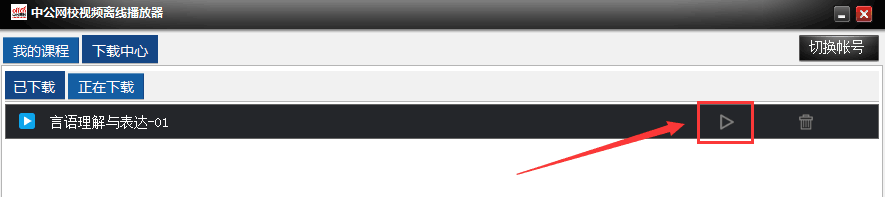 中公网校视频离线播放器
我的课程 下载中心 切换帐号
已下载 正在下载
言语理解与表达-01